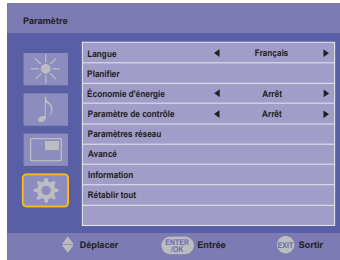 Paramètre
Langue Français
Planifier
Économie d'énergie Arrêt
Paramètre de contrôle Arrêt
Paramètres réseau
Avancé
Information
Rétablir tout
Déplacer ENTER /OK Entrée EXIT Sortir